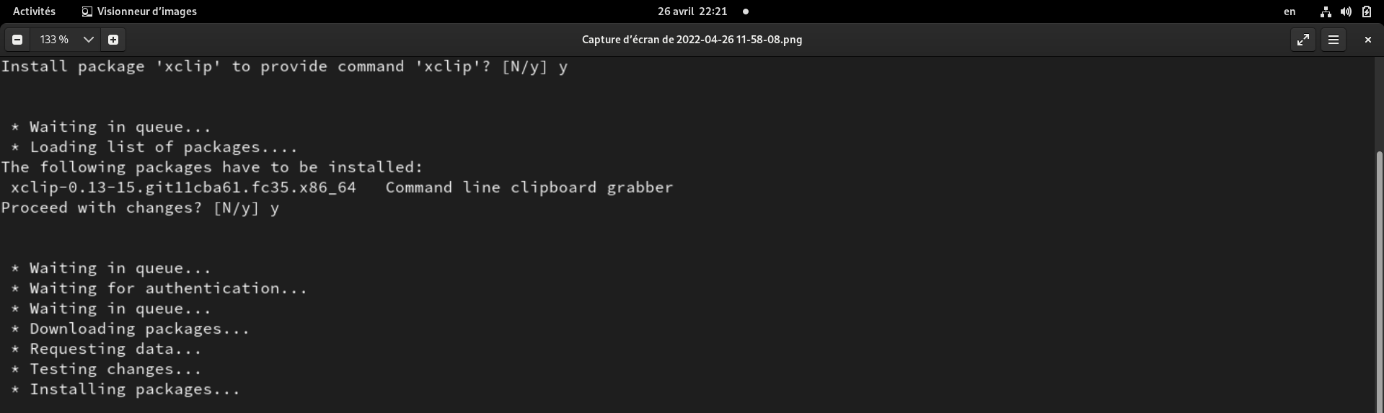 Activités Visionneur d'images 26 avril 22:21 en
133 % Capture d'écran de 2022-04-26 11-58-08.png
Install package 'xclip' to provide command 'xclip'? [N/y] y
* Waiting in queue...
* Loading list of packages....
The following packages have to be installed:
xclip-0.13-15.git11cba61.fc35.x86_64 Command line clipboard grabber
Proceed with changes? [N/y] y
* Waiting in queue...
* Waiting for authentication...
* Waiting in queue...
* Downloading packages...
* Requesting data...
* Testing changes...
* Installing packages...